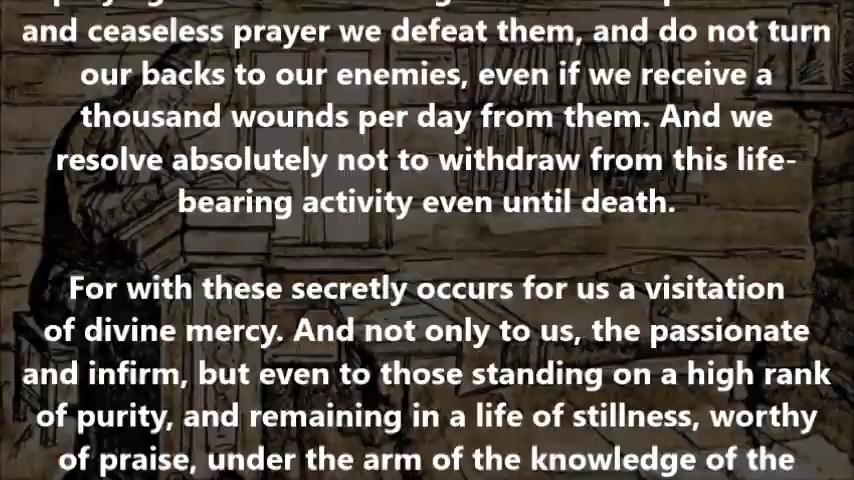 and ceaseless prayer we defeat them, and do not turn
our backs to our enemies, even if we receive a
thousand wounds per day from them. And we
resolve absolutely not to withdraw from this life-
bearing activity even until death.
For with these secretly occurs for us a visitation
of divine mercy. And not only to us, the passionate
and infirm, but even to those standing on a high rank
of purity, and remaining in a life of stillness, worthy
of praise, under the arm of the knowledge of the